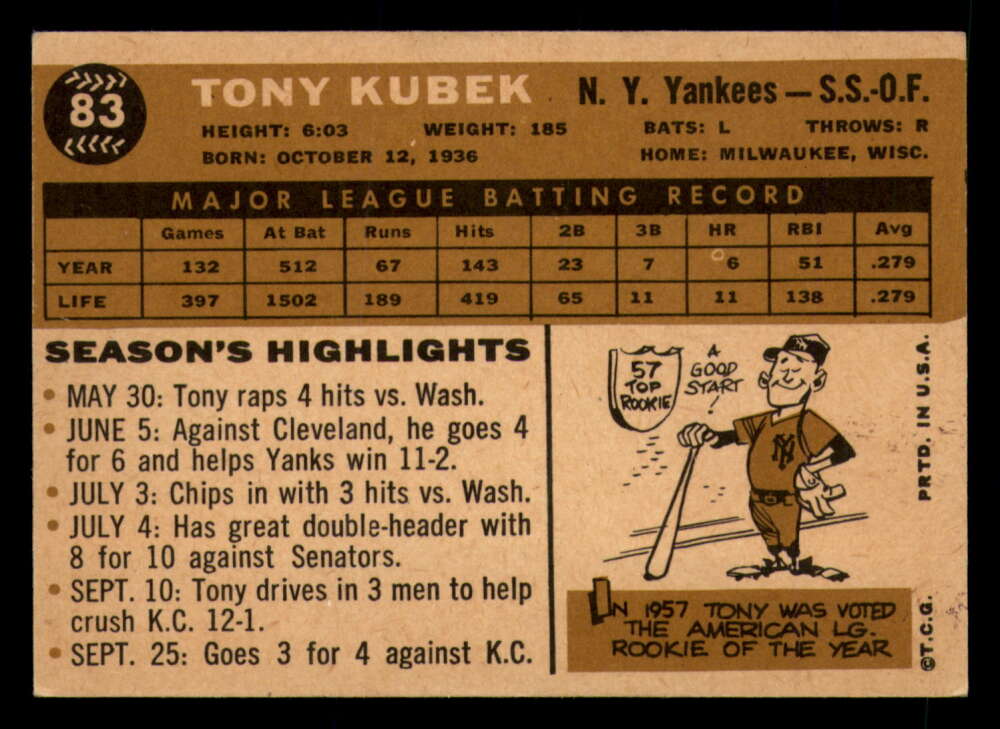 83
TONY KUBEK N. Y. Yankees — S.S.-O.F.
HEIGHT: 6:03 WEIGHT: 185 BATS: L THROWS: R
BORN: OCTOBER 12, 1936 HOME: MILWAUKEE, WISC.
MAJOR LEAGUE BATTING RECORD
Games At Bat Runs Hits 2B 3B HR RBI Avg
YEAR 132 512 67 143 23 7 6 51 .279
LIFE 397 1502 189 419 65 11 11 138 .279
SEASON'S HIGHLIGHTS
• MAY 30: Tony raps 4 hits vs. Wash.
• JUNE 5: Against Cleveland, he goes 4
for 6 and helps Yanks win 11-2.
• JULY 3: Chips in with 3 hits vs. Wash.
• JULY 4: Has great double-header with
8 for 10 against Senators.
• SEPT. 10: Tony drives in 3 men to help
crush K.C. 12-1.
• SEPT. 25: Goes 3 for 4 against K.C.
57
TOP
ROOKIE
A
GOOD
START
!
NY
IN 1957 TONY WAS VOTED
THE AMERICAN LG.
ROOKIE OF THE YEAR
©T.C.G. PRTD. IN U.S.A.